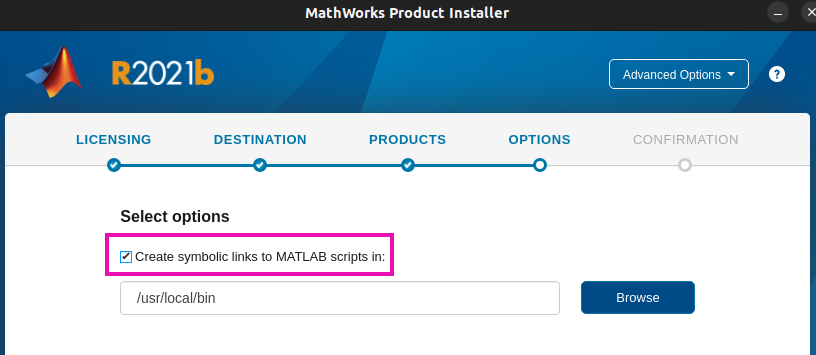 MathWorks Product Installer
R2021b
Advanced Options
?
LICENSING
DESTINATION
PRODUCTS
OPTIONS
CONFIRMATION
Select options
Create symbolic links to MATLAB scripts in:
/usr/local/bin
Browse